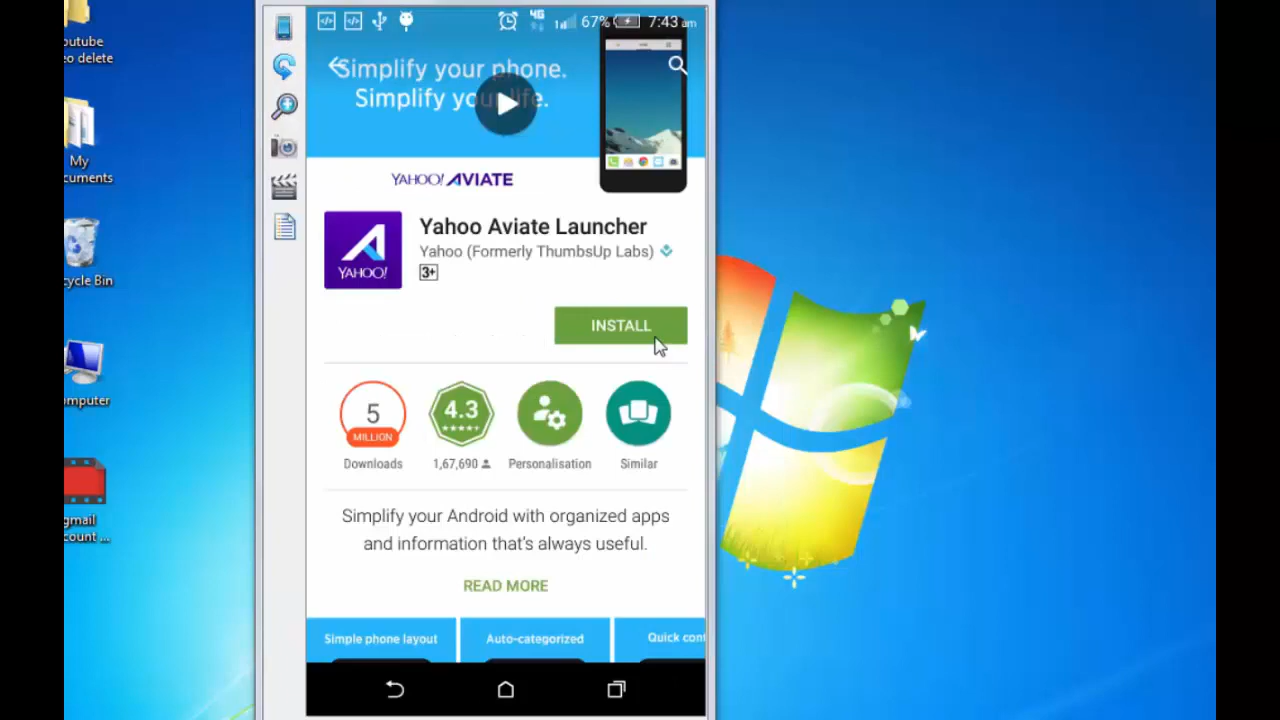 outube
eo delete
My
cuments
cycle Bin
omputer
gmail
count ...
4G
67%
7:43 am
Simplify your phone.
Simplify your life.
YAHOO! AVIATE
A
YAHOO!
Yahoo Aviate Launcher
Yahoo (Formerly ThumbsUp Labs)
3+
INSTALL
5
MILLION
Downloads
4.3
1,67,690
Personalisation
Similar
Simplify your Android with organized apps
and information that's always useful.
READ MORE
Simple phone layout
Auto-categorized
Quick cont